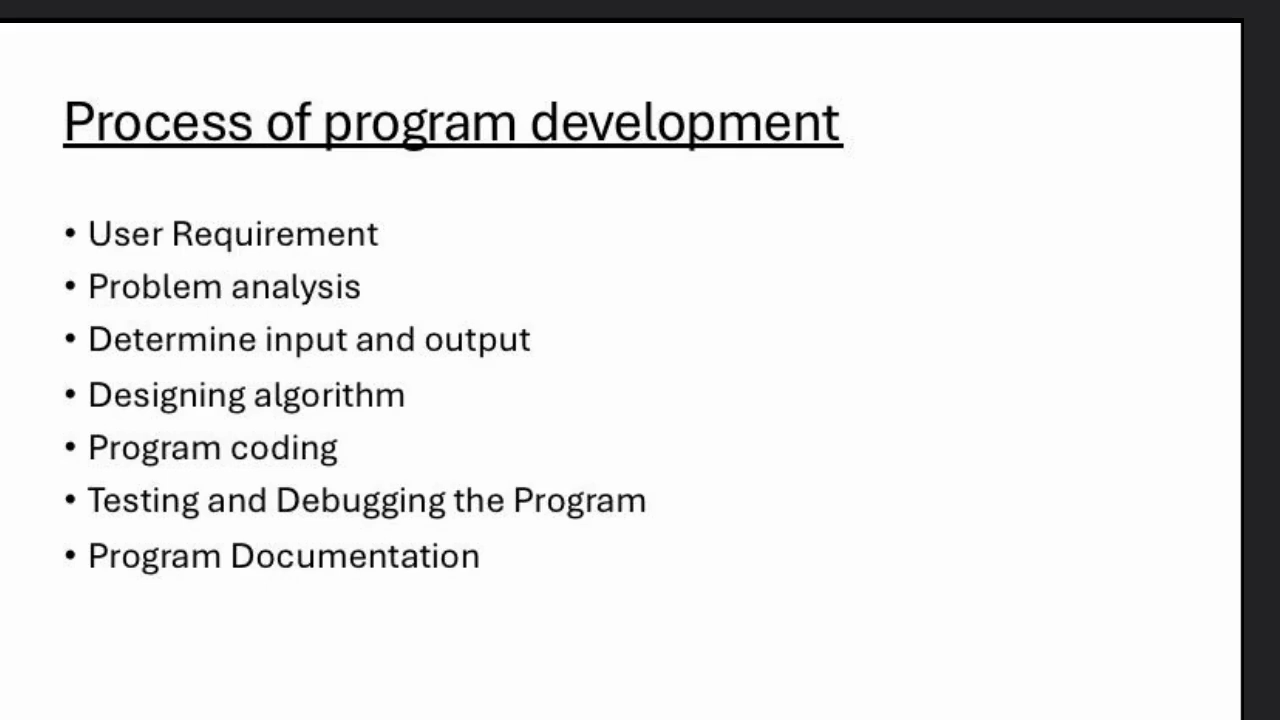 Process of program development
• User Requirement
• Problem analysis
• Determine input and output
• Designing algorithm
• Program coding
• Testing and Debugging the Program
• Program Documentation